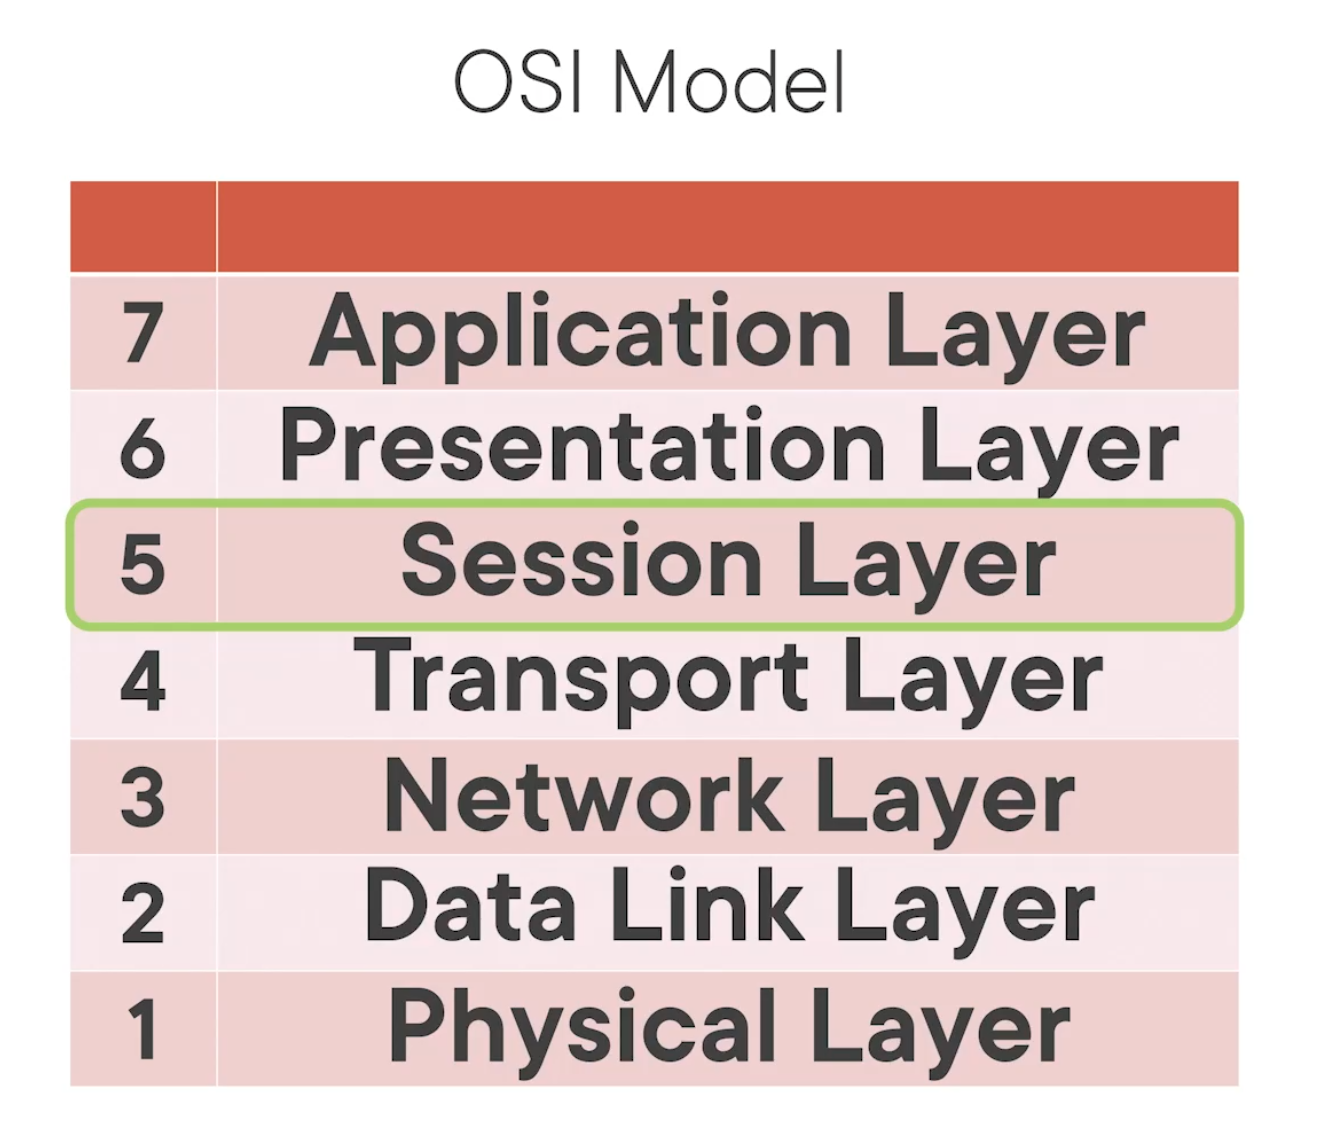 OSI Model
7 Application Layer
6 Presentation Layer
5 Session Layer
4 Transport Layer
3 Network Layer
2 Data Link Layer
1 Physical Layer